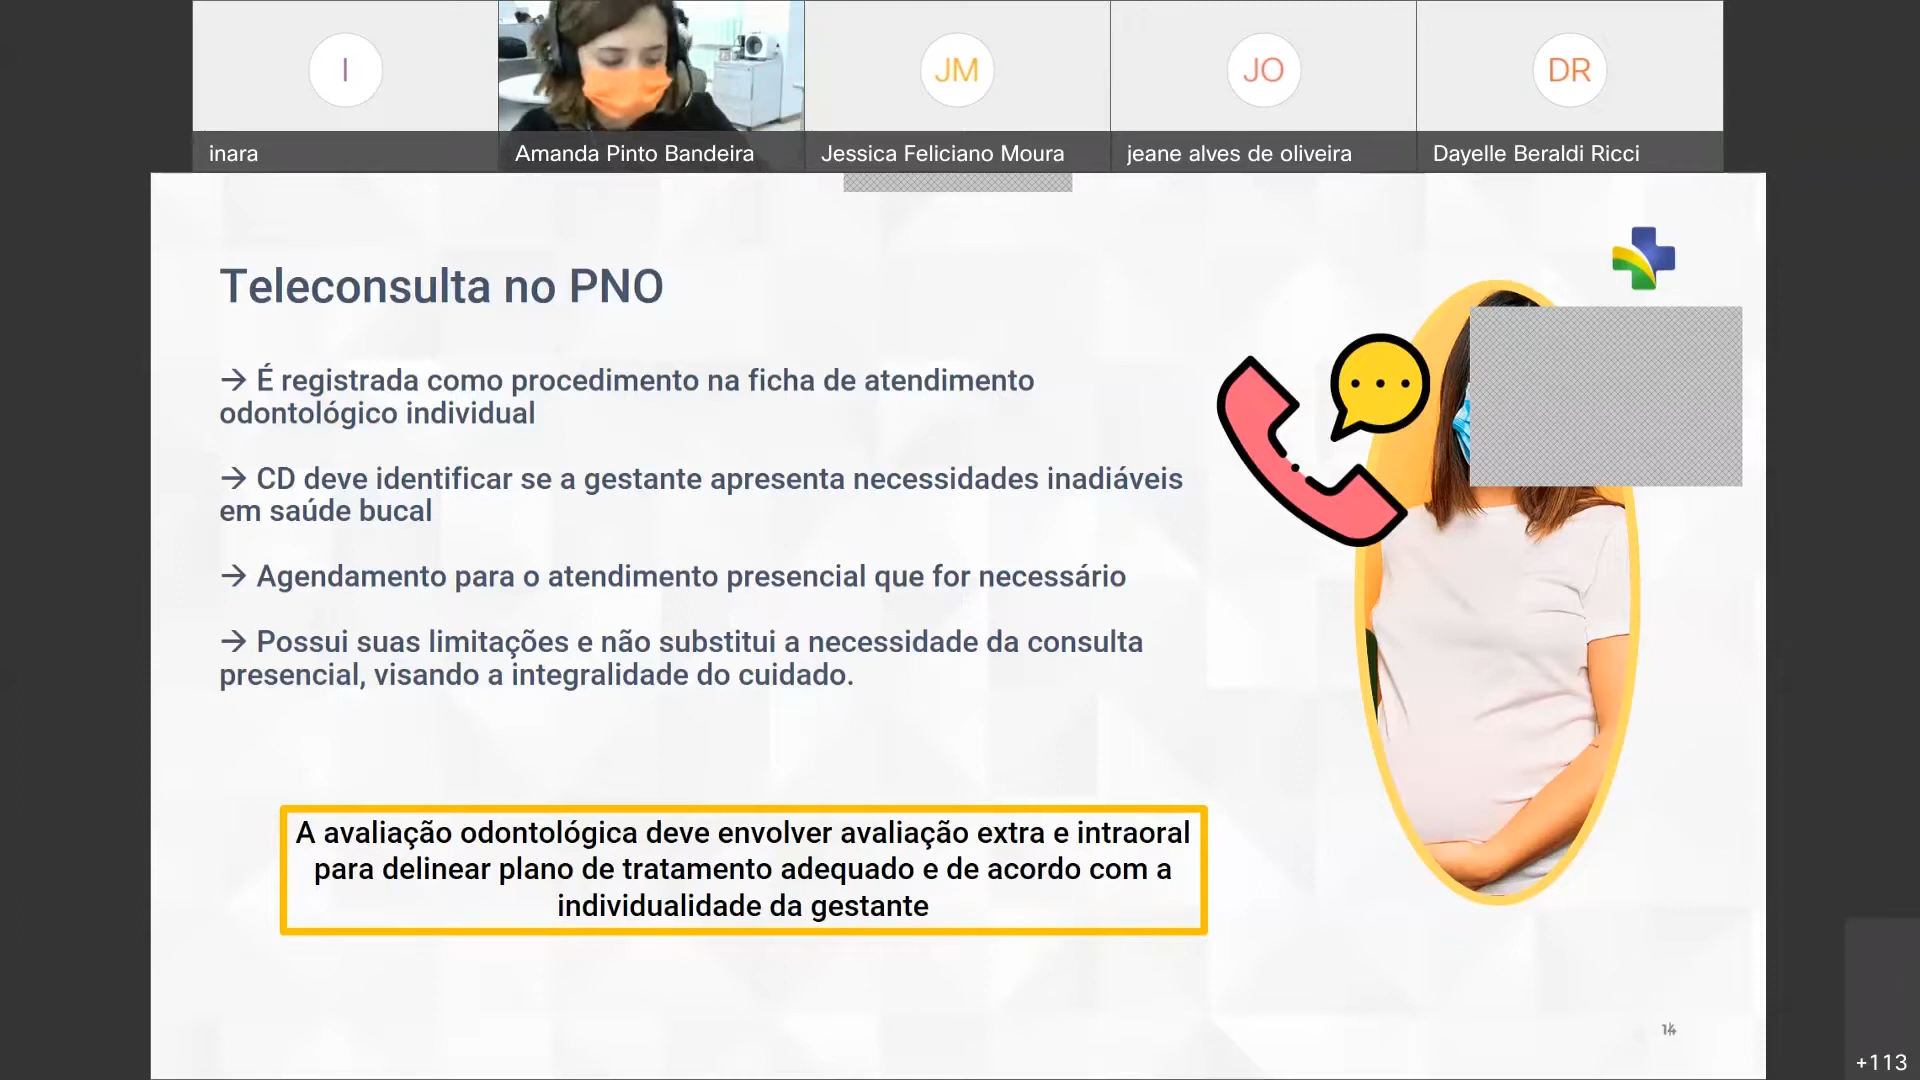 I
JM
JO
DR
inara
Amanda Pinto Bandeira
Jessica Feliciano Moura
jeane alves de oliveira
Dayelle Beraldi Ricci
Teleconsulta no PNO
→ É registrada como procedimento na ficha de atendimento
odontológico individual
→ CD deve identificar se a gestante apresenta necessidades inadiáveis
em saúde bucal
→ Agendamento para o atendimento presencial que for necessário
→ Possui suas limitações e não substitui a necessidade da consulta
presencial, visando a integralidade do cuidado.
A avaliação odontológica deve envolver avaliação extra e intraoral
para delinear plano de tratamento adequado e de acordo com a
individualidade da gestante
14
+113